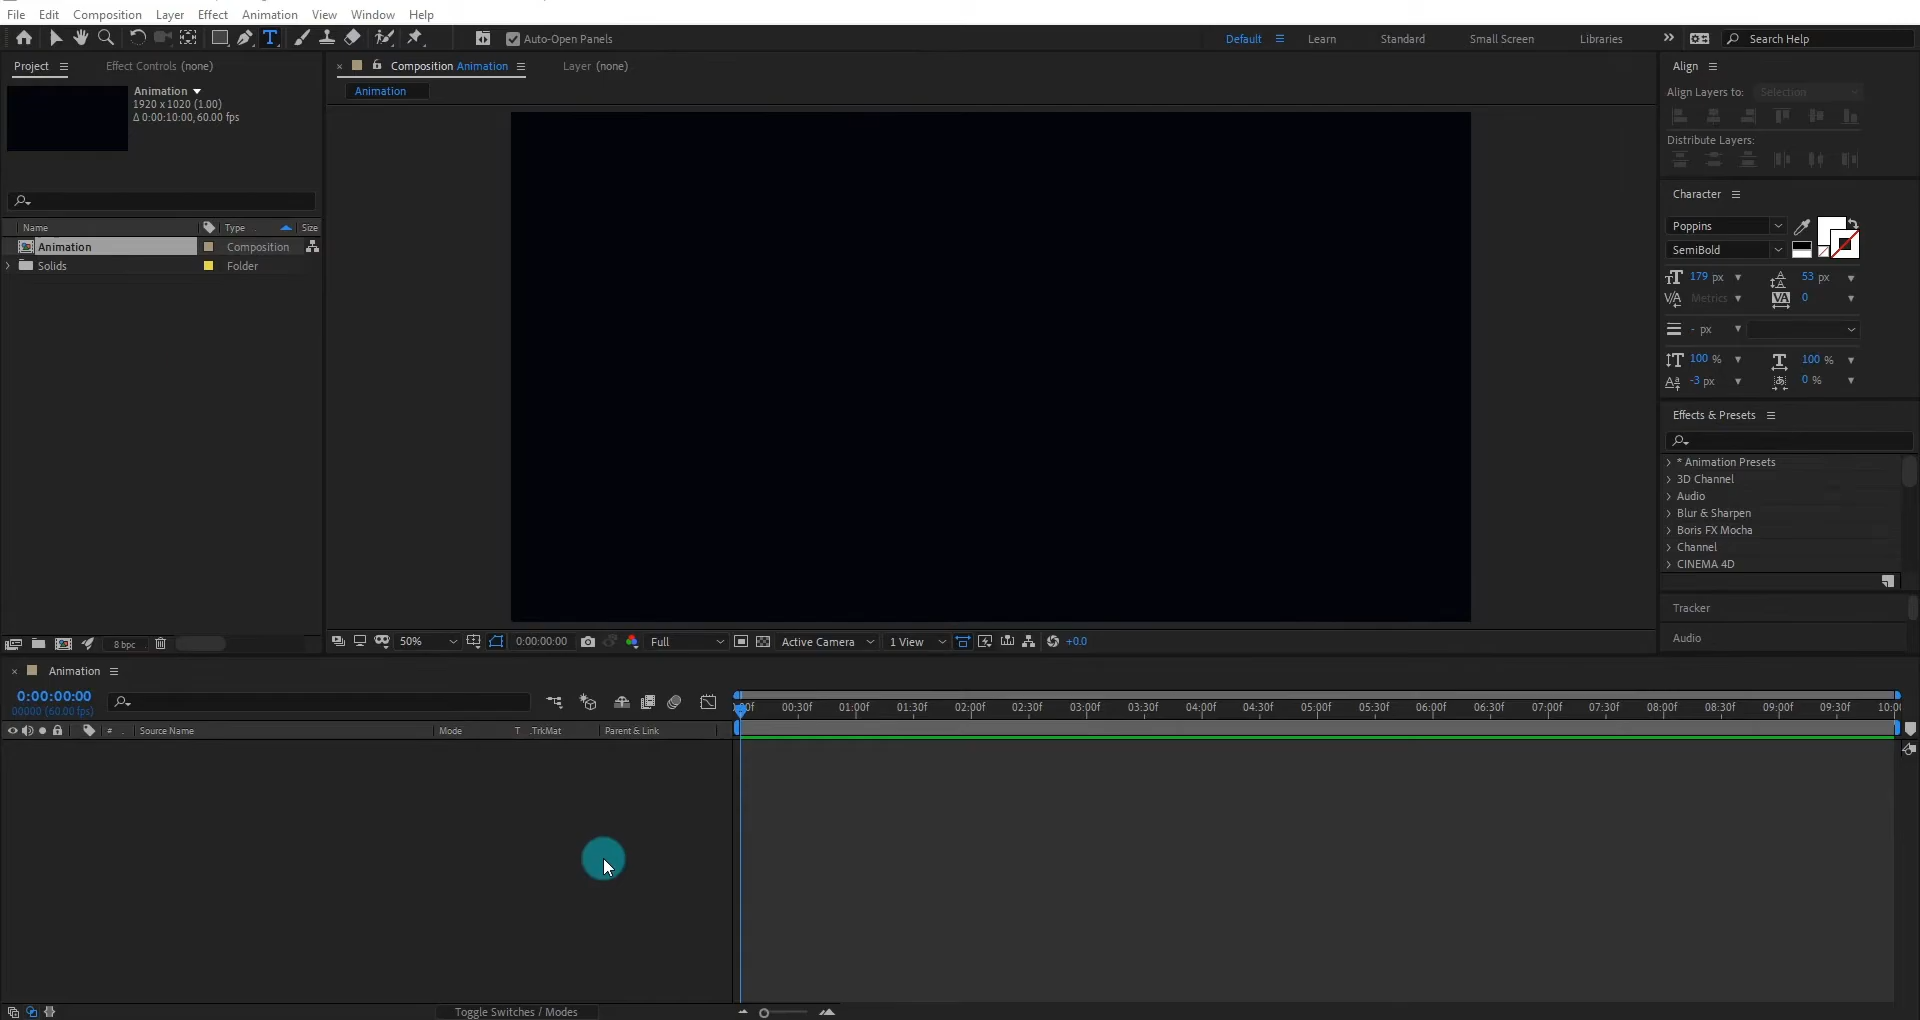 File Edit Composition Layer Effect Animation View Window Help
Auto-Open Panels Default Learn Standard Small Screen Libraries Search Help
Project Effect Controls (none)
Animation
1920 x 1020 (1.00)
Δ 0:00:10:00, 60.00 fps
Name Type Size
Animation Composition
Solids Folder
8 bpc
Composition Animation Layer (none)
Animation
50% 0:00:00:00 Full Active Camera 1 View +0.0
Align
Align Layers to: Selection
Distribute Layers:
Character
Poppins
SemiBold
179 px 53 px
Metrics 0
- px
100 % 100 %
-3 px 0 %
Effects & Presets
* Animation Presets
3D Channel
Audio
Blur & Sharpen
Boris FX Mocha
Channel
CINEMA 4D
Tracker
Audio
Animation
0:00:00:00
00000 (60.00 fps)
00:30f 01:00f 01:30f 02:00f 02:30f 03:00f 03:30f 04:00f 04:30f 05:00f 05:30f 06:00f 06:30f 07:00f 07:30f 08:00f 08:30f 09:00f 09:30f 10:00
# Source Name Mode T .TrkMat Parent & Link
Toggle Switches / Modes